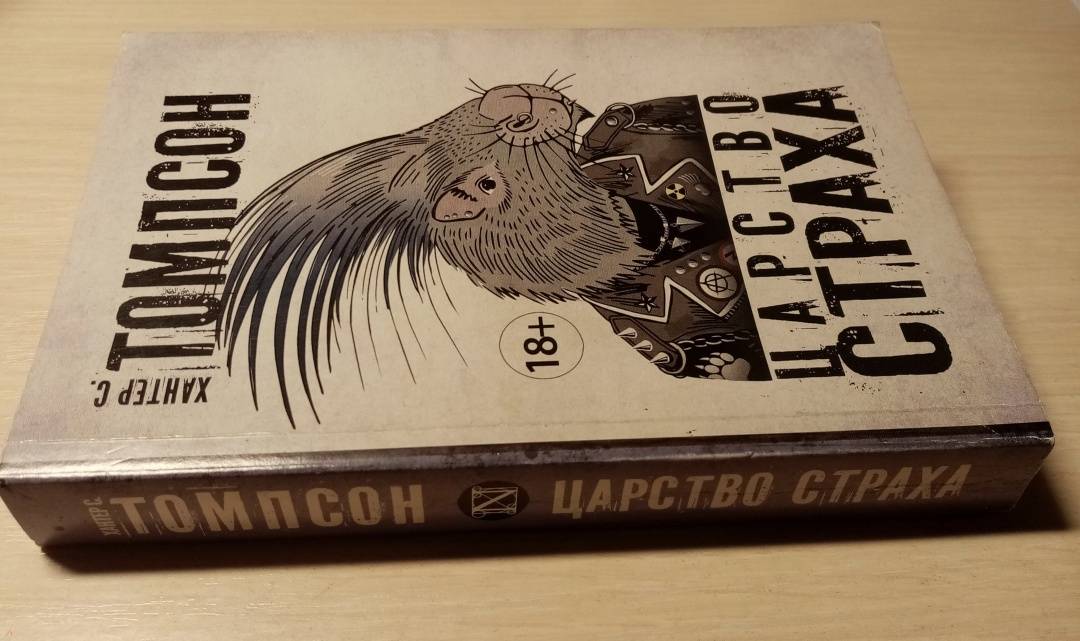 ХАНТЕР С.
ТОМПСОН
18+
ЦАРСТВО
СТРАХА
ХАНТЕР С.
ТОМПСОН
ЦАРСТВО СТРАХА